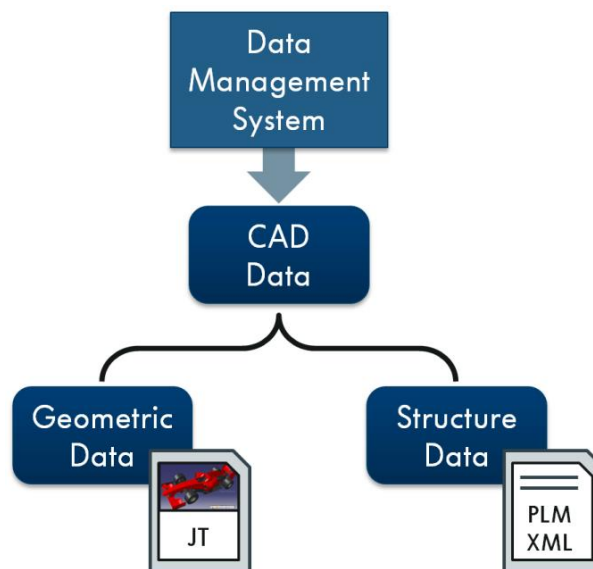 Data
Management
System
CAD
Data
Geometric
Data
JT
Structure
Data
PLM
XML